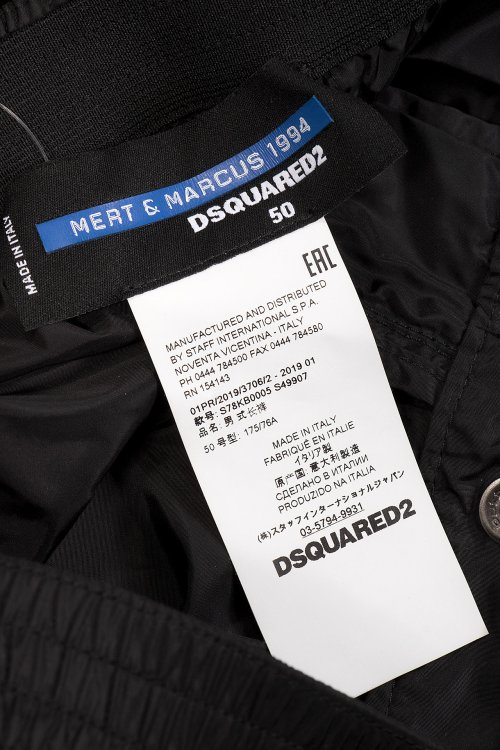 MADE IN ITALY
MERT & MARCUS 1994
DSQUARED2
50
EAC
MANUFACTURED AND DISTRIBUTED
BY STAFF INTERNATIONAL S.P.A.
NOVENTA VICENTINA - ITALY
PH 0444 784500 FAX 0444 784580
RN 154143
01PR/2019/3706/2 - 2019 01
款号: S78KB0005 S49907
品名: 男式长裤
50 号型: 175/76A
MADE IN ITALY
FABRIQUÉ EN ITALIE
イタリア製
原产国: 意大利制造
СДЕЛАНО В ИТАЛИИ
PRODUZIDO NA ITALIA
(株)スタッフインターナショナルジャパン
03-5794-9931
DSQUARED2